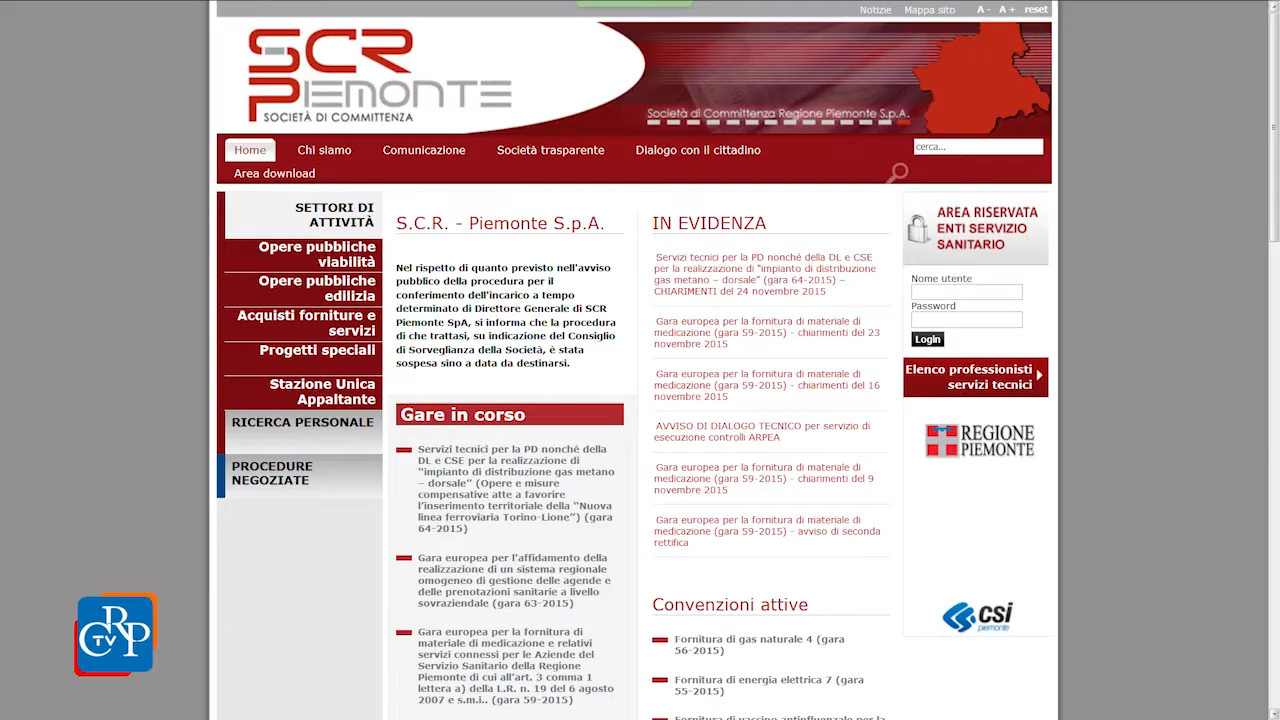 Notizie
Mappa sito
A -
A +
reset
SCR
PIEMONTE
SOCIETÀ DI COMMITTENZA
Società di Committenza Regione Piemonte S.p.A.
Home
Chi siamo
Comunicazione
Società trasparente
Dialogo con il cittadino
Area download
cerca...
SETTORI DI
ATTIVITÀ
Opere pubbliche
viabilità
Opere pubbliche
edilizia
Acquisti forniture e
servizi
Progetti speciali
Stazione Unica
Appaltante
RICERCA PERSONALE
PROCEDURE
NEGOZIATE
S.C.R. - Piemonte S.p.A.
Nel rispetto di quanto previsto nell'avviso
pubblico della procedura per il
conferimento dell'incarico a tempo
determinato di Direttore Generale di SCR
Piemonte SpA, si informa che la procedura
di che trattasi, su indicazione del Consiglio
di Sorveglianza della Società, è stata
sospesa sino a data da destinarsi.
Gare in corso
Servizi tecnici per la PD nonché della
DL e CSE per la realizzazione di
“impianto di distribuzione gas metano
– dorsale” (Opere e misure
compensative atte a favorire
l’inserimento territoriale della “Nuova
linea ferroviaria Torino-Lione”) (gara
64-2015)
Gara europea per l’affidamento della
realizzazione di un sistema regionale
omogeneo di gestione delle agende e
delle prenotazioni sanitarie a livello
sovraziendale (gara 63-2015)
Gara europea per la fornitura di
materiale di medicazione e relativi
servizi connessi per le Aziende del
Servizio Sanitario della Regione
Piemonte di cui all’art. 3 comma 1
lettera a) della L.R. n. 19 del 6 agosto
2007 e s.m.i.. (gara 59-2015)
IN EVIDENZA
Servizi tecnici per la PD nonché della DL e CSE
per la realizzazione di “impianto di distribuzione
gas metano – dorsale” (gara 64-2015) –
CHIARIMENTI del 24 novembre 2015
Gara europea per la fornitura di materiale di
medicazione (gara 59-2015) - chiarimenti del 23
novembre 2015
Gara europea per la fornitura di materiale di
medicazione (gara 59-2015) - chiarimenti del 16
novembre 2015
AVVISO DI DIALOGO TECNICO per servizio di
esecuzione controlli ARPEA
Gara europea per la fornitura di materiale di
medicazione (gara 59-2015) - chiarimenti del 9
novembre 2015
Gara europea per la fornitura di materiale di
medicazione (gara 59-2015) - avviso di seconda
rettifica
Convenzioni attive
Fornitura di gas naturale 4 (gara
56-2015)
Fornitura di energia elettrica 7 (gara
55-2015)
Fornitura di vaccino antinfluenzale per la
AREA RISERVATA
ENTI SERVIZIO
SANITARIO
Nome utente
Password
Login
Elenco professionisti
servizi tecnici
REGIONE
PIEMONTE
csi
piemonte
CRP
TV